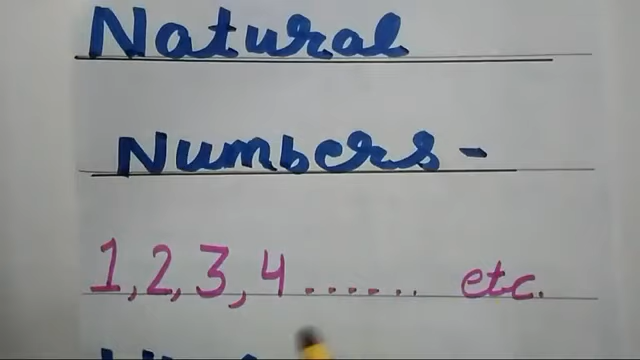 Natural
Numbers -
1, 2, 3, 4 ...... etc.